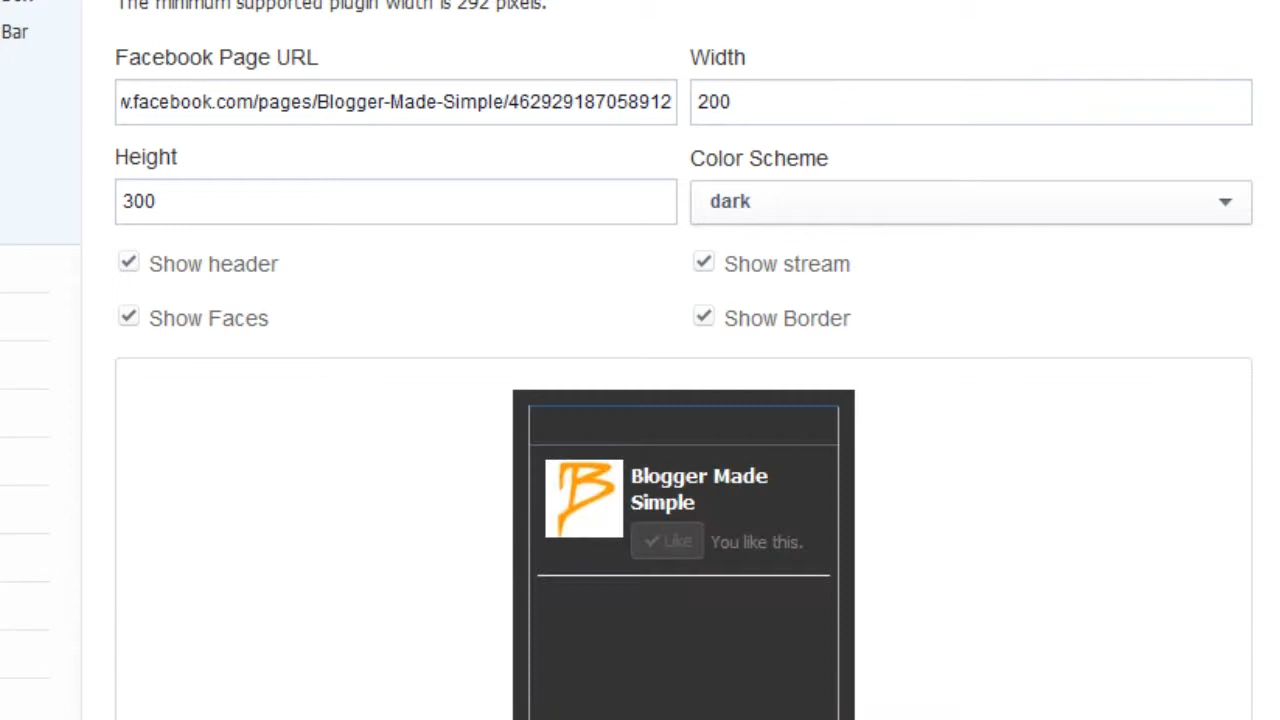 The minimum supported plugin width is 292 pixels.
Bar
Facebook Page URL
Width
w.facebook.com/pages/Blogger-Made-Simple/462929187058912
200
Height
Color Scheme
300
dark
Show header
Show stream
Show Faces
Show Border
Blogger Made
Simple
Like
You like this.